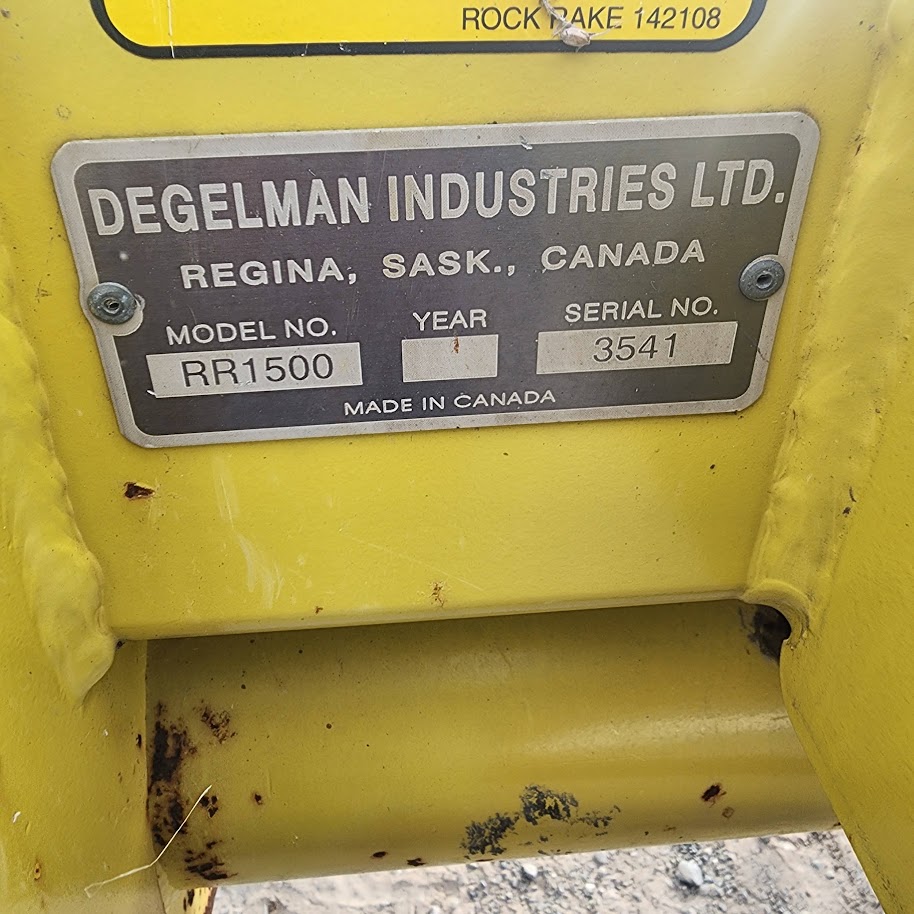 ROCK RAKE 142108
DEGELMAN INDUSTRIES LTD.
REGINA, SASK., CANADA
MODEL NO. YEAR SERIAL NO.
RR1500 3541
MADE IN CANADA